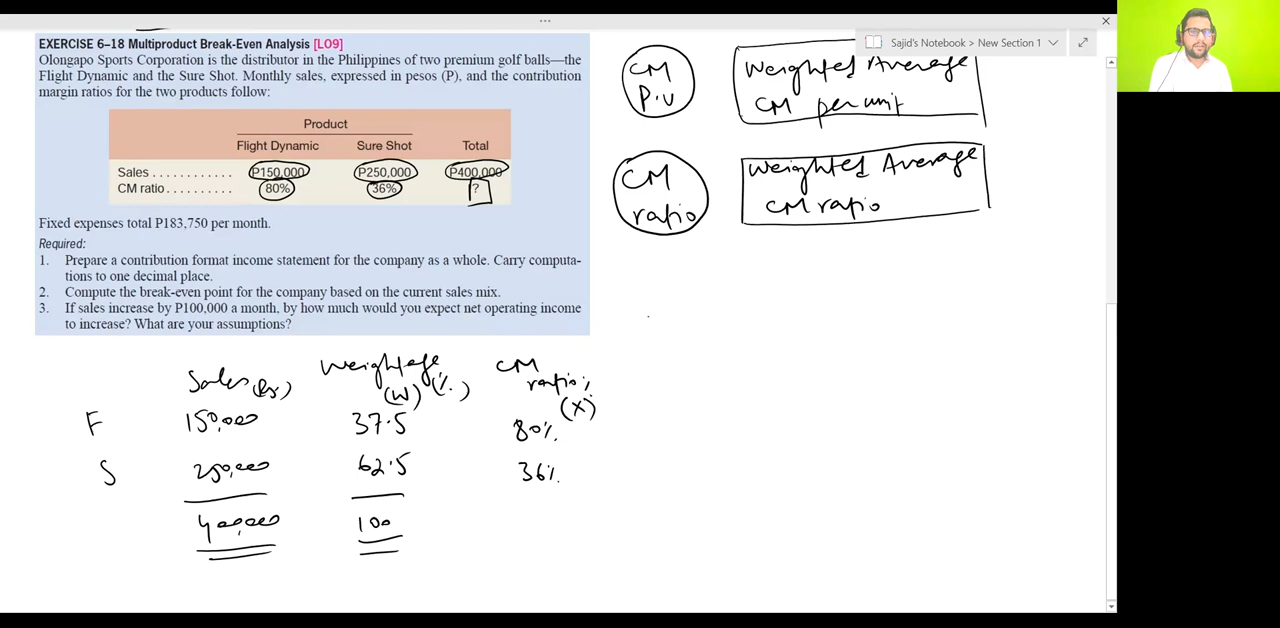 Sajid's Notebook > New Section 1
EXERCISE 6–18 Multiproduct Break-Even Analysis [LO9]
Olongapo Sports Corporation is the distributor in the Philippines of two premium golf balls—the
Flight Dynamic and the Sure Shot. Monthly sales, expressed in pesos (P), and the contribution
margin ratios for the two products follow:
Product
Flight Dynamic Sure Shot Total
Sales . . . . . . . . . . . . P150,000 P250,000 P400,000
CM ratio . . . . . . . . . . 80% 36% ?
Fixed expenses total P183,750 per month.
Required:
1. Prepare a contribution format income statement for the company as a whole. Carry computa-
tions to one decimal place.
2. Compute the break-even point for the company based on the current sales mix.
3. If sales increase by P100,000 a month, by how much would you expect net operating income
to increase? What are your assumptions?
CM
P.U
Weighted Average
CM per unit
CM
ratio
Weighted Average
CM ratio
Sales (Rs) Weightage (W) (%) CM ratio % (X)
F 150,000 37.5 80%
S 250,000 62.5 36%
400,000 100